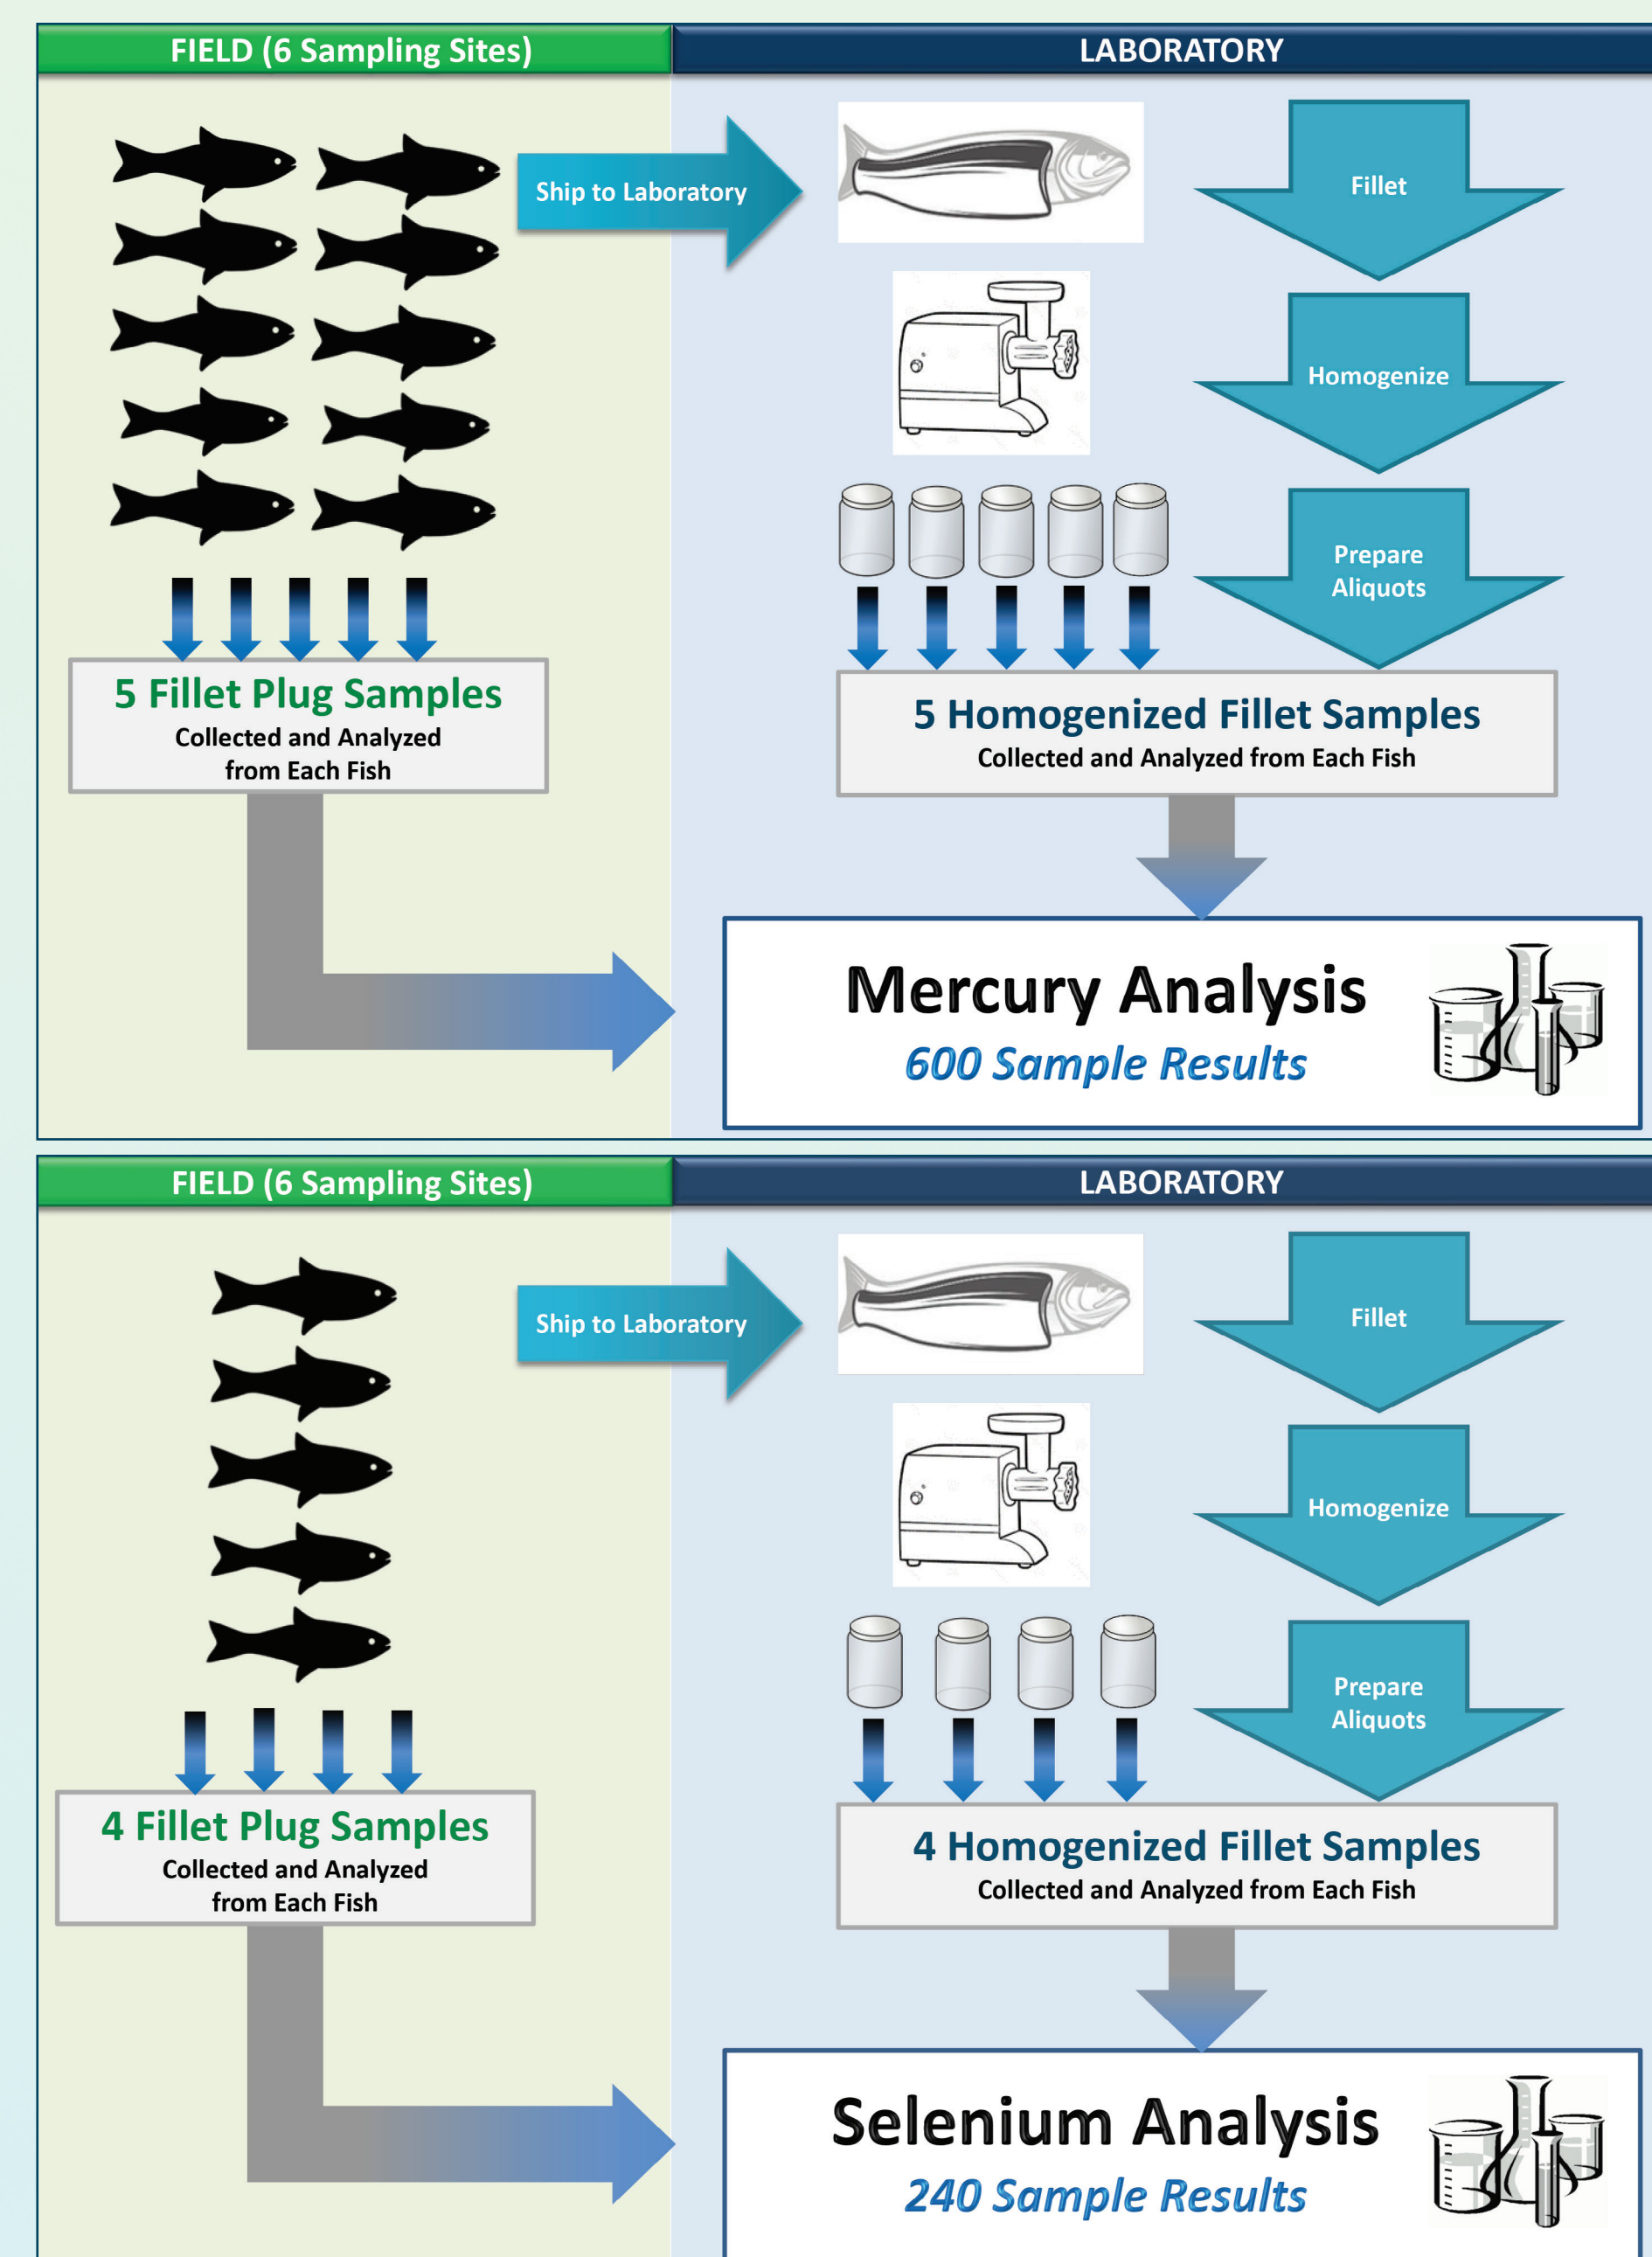 FIELD (6 Sampling Sites)
LABORATORY
Ship to Laboratory
Fillet
Homogenize
Prepare
Aliquots
5 Fillet Plug Samples
Collected and Analyzed
from Each Fish
5 Homogenized Fillet Samples
Collected and Analyzed from Each Fish
Mercury Analysis
600 Sample Results
FIELD (6 Sampling Sites)
LABORATORY
Ship to Laboratory
Fillet
Homogenize
Prepare
Aliquots
4 Fillet Plug Samples
Collected and Analyzed
from Each Fish
4 Homogenized Fillet Samples
Collected and Analyzed from Each Fish
Selenium Analysis
240 Sample Results